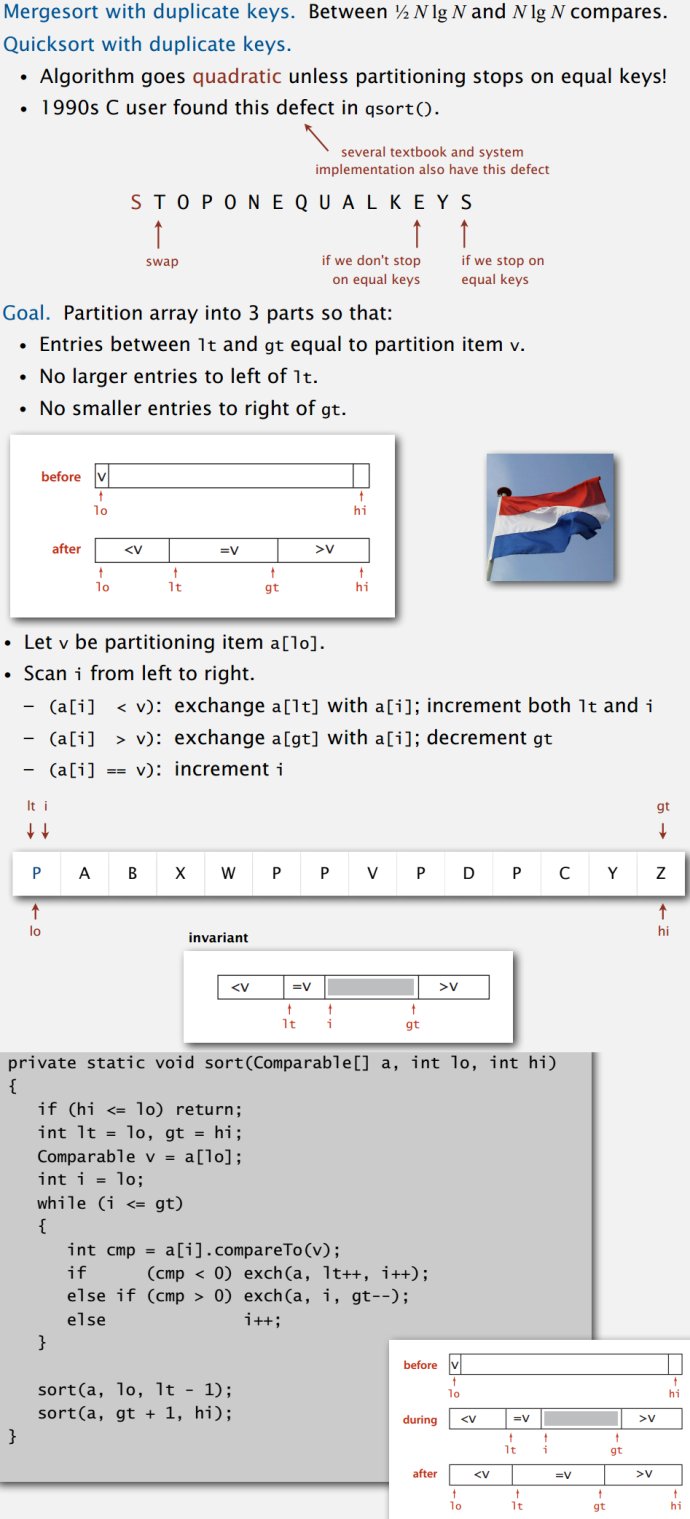 Mergesort with duplicate keys. Between ½ N lg N and N lg N compares.
Quicksort with duplicate keys.
• Algorithm goes quadratic unless partitioning stops on equal keys!
• 1990s C user found this defect in qsort().
several textbook and system
implementation also have this defect
S T O P O N E Q U A L K E Y S
swap
if we don't stop
on equal keys
if we stop on
equal keys
Goal. Partition array into 3 parts so that:
• Entries between lt and gt equal to partition item v.
• No larger entries to left of lt.
• No smaller entries to right of gt.
before v
lo hi
after <V =V >V
lo lt gt hi
• Let v be partitioning item a[lo].
• Scan i from left to right.
– (a[i] < v): exchange a[lt] with a[i]; increment both lt and i
– (a[i] > v): exchange a[gt] with a[i]; decrement gt
– (a[i] == v): increment i
lt i gt
P A B X W P P V P D P C Y Z
lo hi
invariant
<V =V >V
lt i gt
private static void sort(Comparable[] a, int lo, int hi)
{
if (hi <= lo) return;
int lt = lo, gt = hi;
Comparable v = a[lo];
int i = lo;
while (i <= gt)
{
int cmp = a[i].compareTo(v);
if (cmp < 0) exch(a, lt++, i++);
else if (cmp > 0) exch(a, i, gt--);
else i++;
}
sort(a, lo, lt - 1);
sort(a, gt + 1, hi);
}
before v
lo hi
during <V =V >V
lt i gt
after <V =V >V
lo lt gt hi